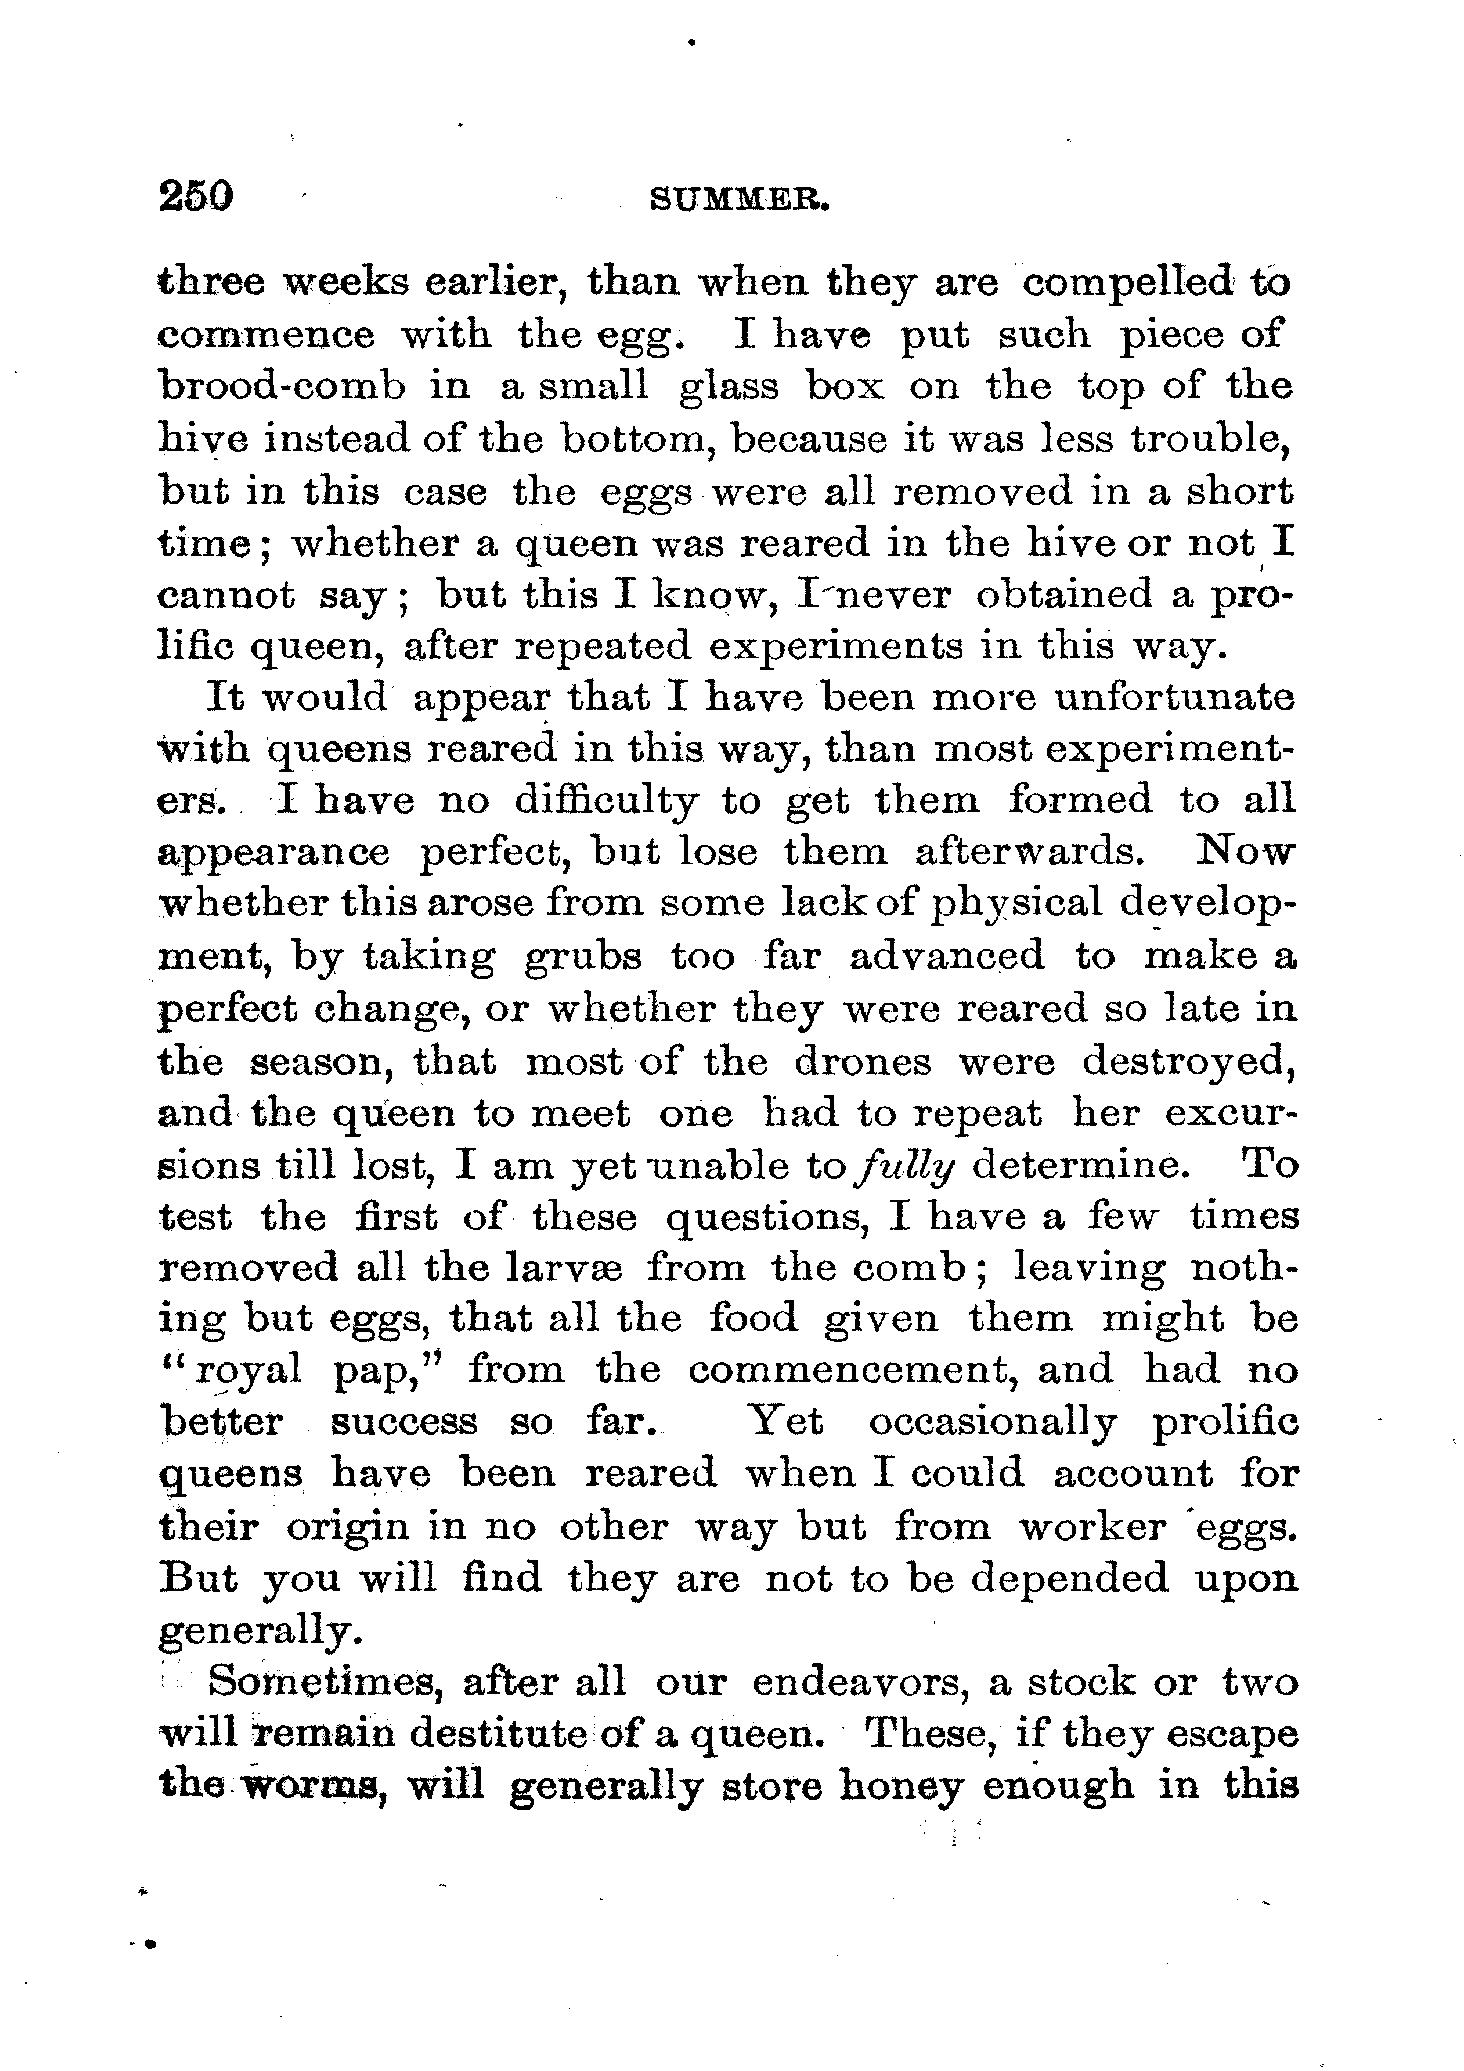 250 SUMMER.
three weeks earlier, than when they are compelled to
commence with the egg. I have put such piece of
brood-comb in a small glass box on the top of the
hive instead of the bottom, because it was less trouble,
but in this case the eggs were all removed in a short
time; whether a queen was reared in the hive or not I
cannot say; but this I know, I never obtained a pro-
lific queen, after repeated experiments in this way.
It would appear that I have been more unfortunate
with queens reared in this way, than most experiment-
ers. I have no difficulty to get them formed to all
appearance perfect, but lose them afterwards. Now
whether this arose from some lack of physical develop-
ment, by taking grubs too far advanced to make a
perfect change, or whether they were reared so late in
the season, that most of the drones were destroyed,
and the queen to meet one had to repeat her excur-
sions till lost, I am yet unable to fully determine. To
test the first of these questions, I have a few times
removed all the larvæ from the comb; leaving noth-
ing but eggs, that all the food given them might be
"royal pap," from the commencement, and had no
better success so far. Yet occasionally prolific
queens have been reared when I could account for
their origin in no other way but from worker eggs.
But you will find they are not to be depended upon
generally.
Sometimes, after all our endeavors, a stock or two
will remain destitute of a queen. These, if they escape
the worms, will generally store honey enough in this